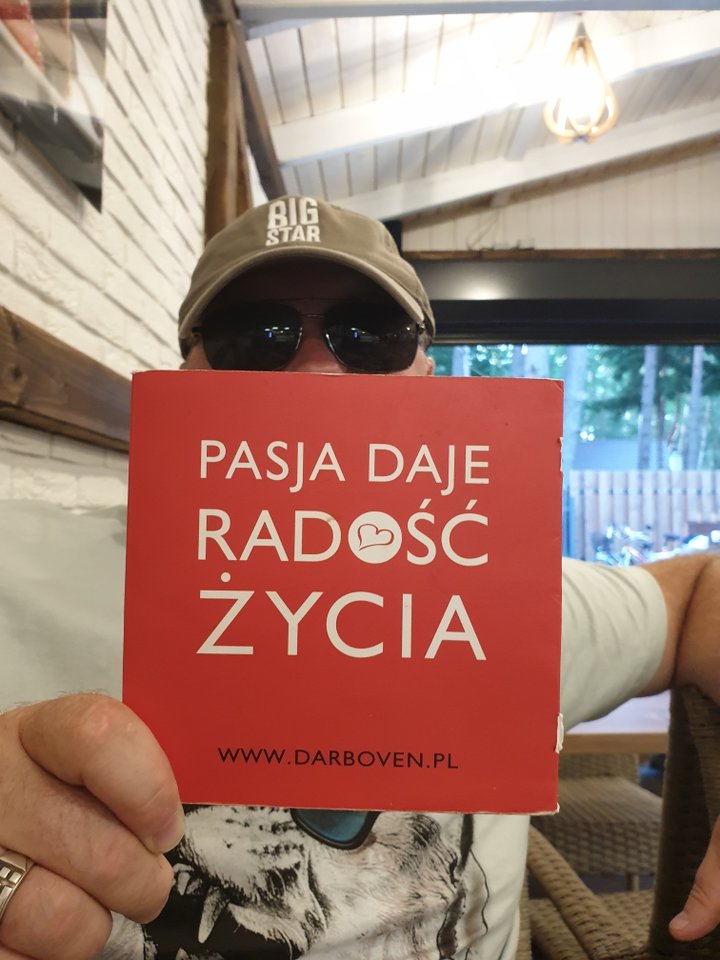 BIG
STAR
PASJA DAJE
RADOŚĆ
ŻYCIA
WWW.DARBOVEN.PL